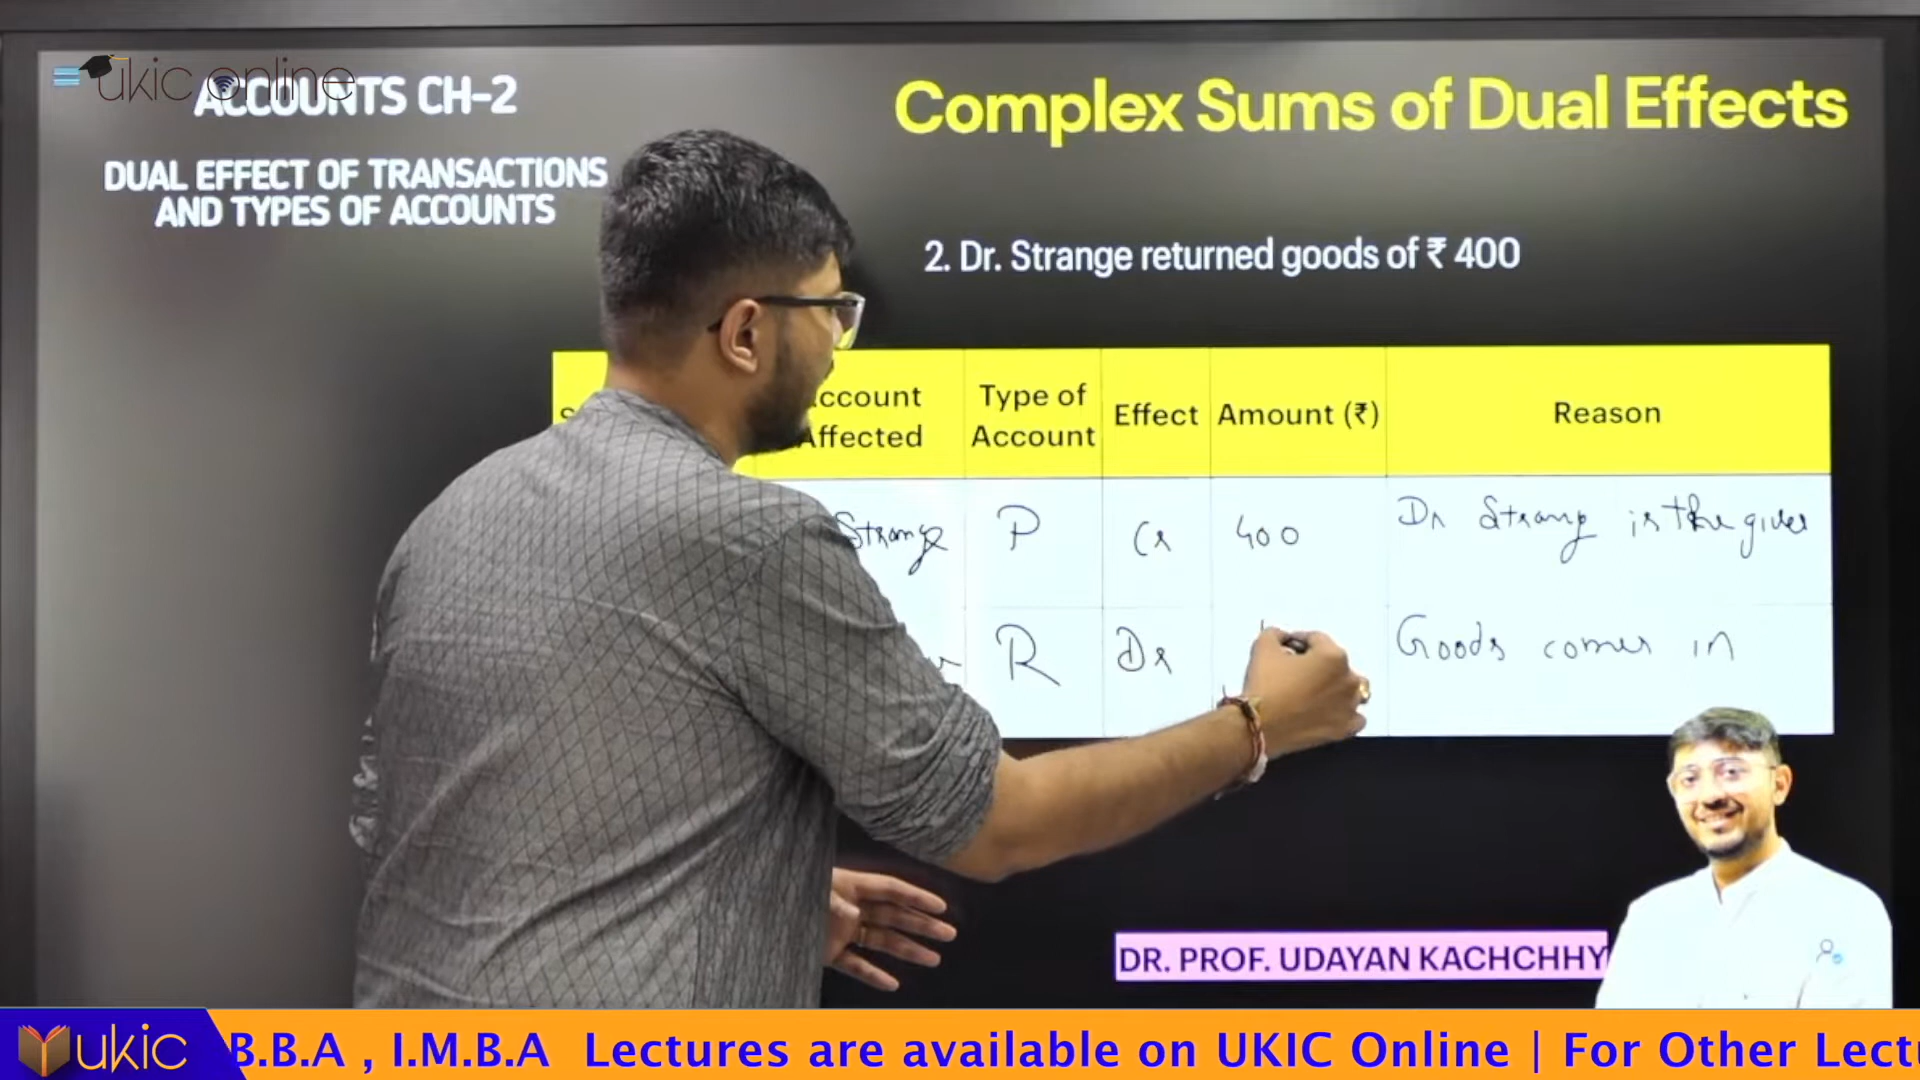 ukic online
ACCOUNTS CH-2
DUAL EFFECT OF TRANSACTIONS
AND TYPES OF ACCOUNTS
Complex Sums of Dual Effects
2. Dr. Strange returned goods of ₹ 400
Account Affected
Type of Account
Effect
Amount (₹)
Reason
Strange P Cr 400 Dr Strang is the giver
R Dr Goods comes in
DR. PROF. UDAYAN KACHCHHY
ukic B.B.A , I.M.B.A Lectures are available on UKIC Online | For Other Lect